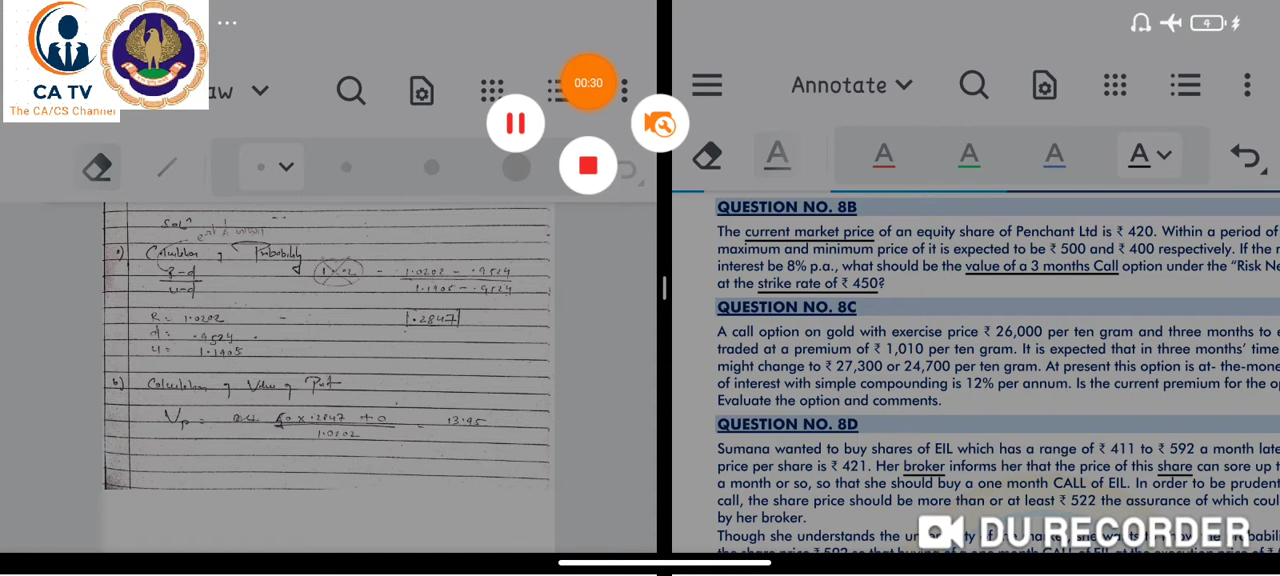 CA TV
The CA/CS Channel
00:30
Annotate
4
A
A A A A
Solⁿ
a) Calculation of Probability
R-d
u-d
1.0202 - .9524
1.1905 - .9524
R = 1.0202
.2847
d =
.9524
u =
1.1905
b) Calculation of Value of Put
Vp = 50 x .2847 + 0 = 13.95
1.0202
QUESTION NO. 8B
The current market price of an equity share of Penchant Ltd is ₹ 420. Within a period of
maximum and minimum price of it is expected to be ₹ 500 and ₹ 400 respectively. If the
interest be 8% p.a., what should be the value of a 3 months Call option under the "Risk
at the strike rate of ₹ 450?
QUESTION NO. 8C
A call option on gold with exercise price ₹ 26,000 per ten gram and three months to
traded at a premium of ₹ 1,010 per ten gram. It is expected that in three months' time
might change to ₹ 27,300 or 24,700 per ten gram. At present this option is at- the-mone
of interest with simple compounding is 12% per annum. Is the current premium for the
Evaluate the option and comments.
QUESTION NO. 8D
Sumana wanted to buy shares of EIL which has a range of ₹ 411 to ₹ 592 a month late
price per share is ₹ 421. Her broker informs her that the price of this share can sore up
a month or so, so that she should buy a one month CALL of EIL. In order to be prudent
call, the share price should be more than or at least ₹ 522 the assurance of which coul
by her broker.
Though she understands the
DU RECORDER